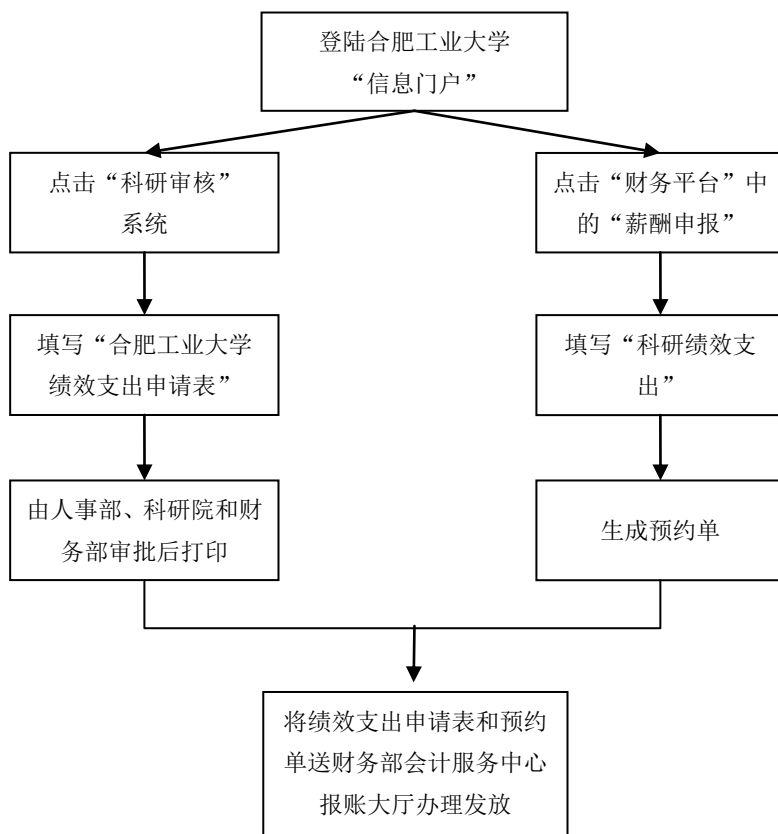 登陆合肥工业大学
“信息门户”
点击“科研审核”
系统
点击“财务平台”中
的“薪酬申报”
填写“合肥工业大学
绩效支出申请表”
填写“科研绩效支
出”
由人事部、科研院和财
务部审批后打印
生成预约单
将绩效支出申请表和预约
单送财务部会计服务中心
报账大厅办理发放